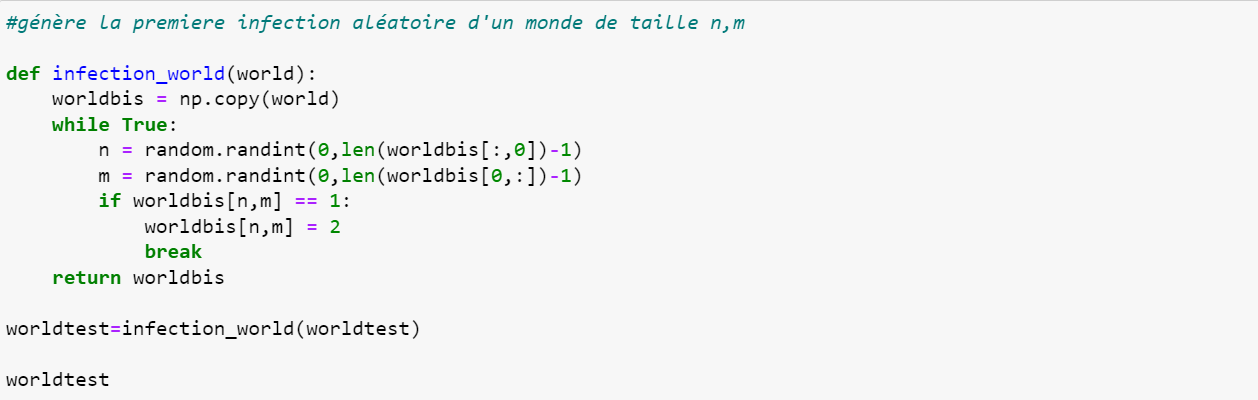 #génère la premiere infection aléatoire d'un monde de taille n,m
def infection_world(world):
    worldbis = np.copy(world)
    while True:
        n = random.randint(0,len(worldbis[:,0])-1)
        m = random.randint(0,len(worldbis[0,:])-1)
        if worldbis[n,m] == 1:
            worldbis[n,m] = 2
            break
    return worldbis
worldtest=infection_world(worldtest)
worldtest